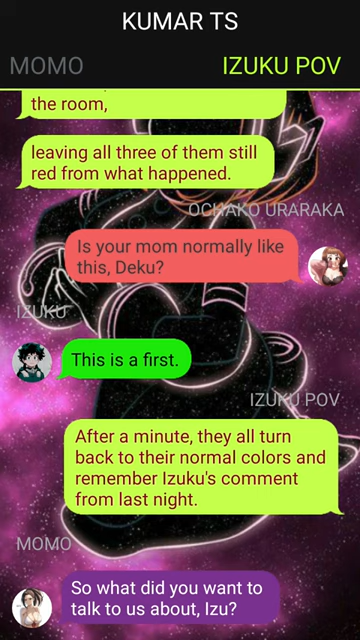 KUMAR TS
MOMO
IZUKU POV
the room,
leaving all three of them still
red from what happened.
OCHAKO URARAKA
Is your mom normally like
this, Deku?
IZUKU
This is a first.
IZUKU POV
After a minute, they all turn
back to their normal colors and
remember Izuku's comment
from last night.
MOMO
So what did you want to
talk to us about, Izu?